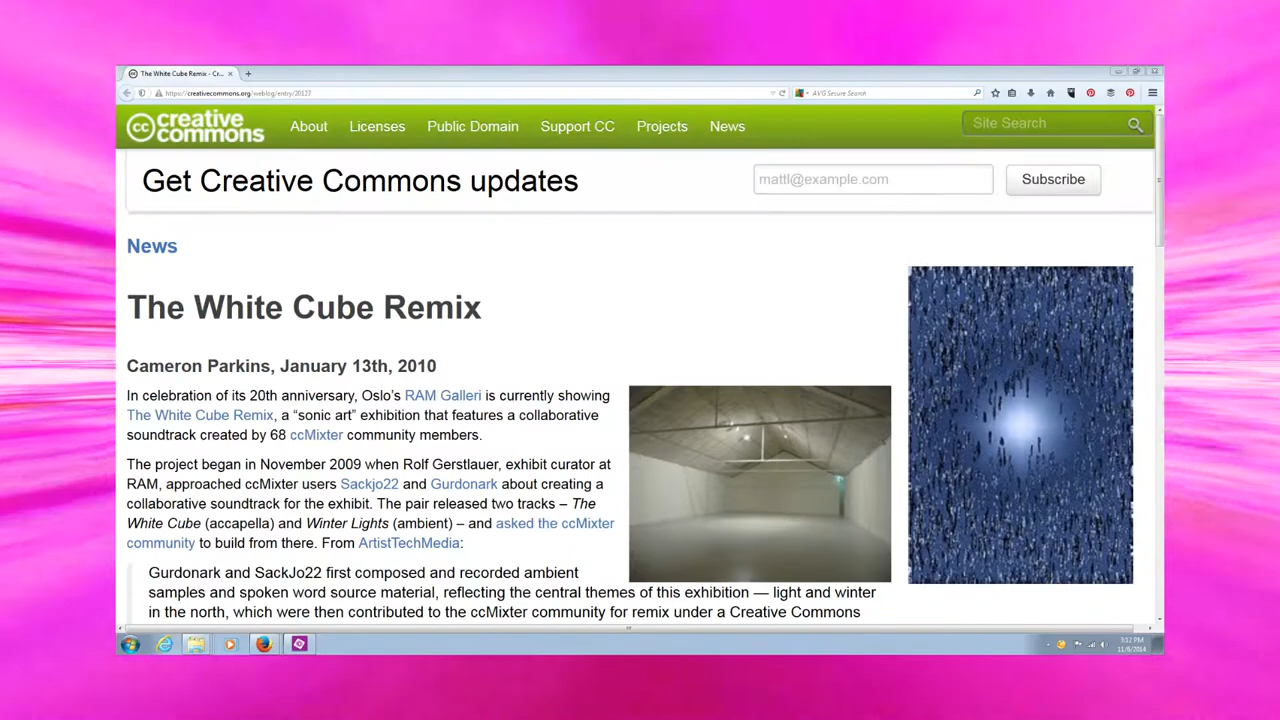 The White Cube Remix - Cr...
https://creativecommons.org/weblog/entry/20127
AVG Secure Search
cc creative commons
About Licenses Public Domain Support CC Projects News
Site Search
Get Creative Commons updates
mattl@example.com
Subscribe
News
The White Cube Remix
Cameron Parkins, January 13th, 2010
In celebration of its 20th anniversary, Oslo's RAM Galleri is currently showing
The White Cube Remix, a “sonic art” exhibition that features a collaborative
soundtrack created by 68 ccMixter community members.
The project began in November 2009 when Rolf Gerstlauer, exhibit curator at
RAM, approached ccMixter users Sackjo22 and Gurdonark about creating a
collaborative soundtrack for the exhibit. The pair released two tracks – The
White Cube (accapella) and Winter Lights (ambient) – and asked the ccMixter
community to build from there. From ArtistTechMedia:
Gurdonark and SackJo22 first composed and recorded ambient
samples and spoken word source material, reflecting the central themes of this exhibition — light and winter
in the north, which were then contributed to the ccMixter community for remix under a Creative Commons
3:12 PM
11/6/2014